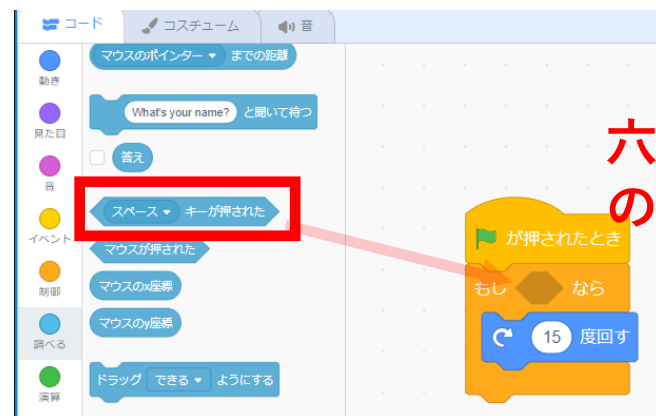 コード コスチューム 音
動き
見た目
音
イベント
制御
調べる
演算
マウスのポインター までの距離
What's your name? と聞いて待つ
答え
スペース キーが押された
マウスが押された
マウスのx座標
マウスのy座標
ドラッグ できる ようにする
六
の
が押されたとき
もし なら
15 度回す